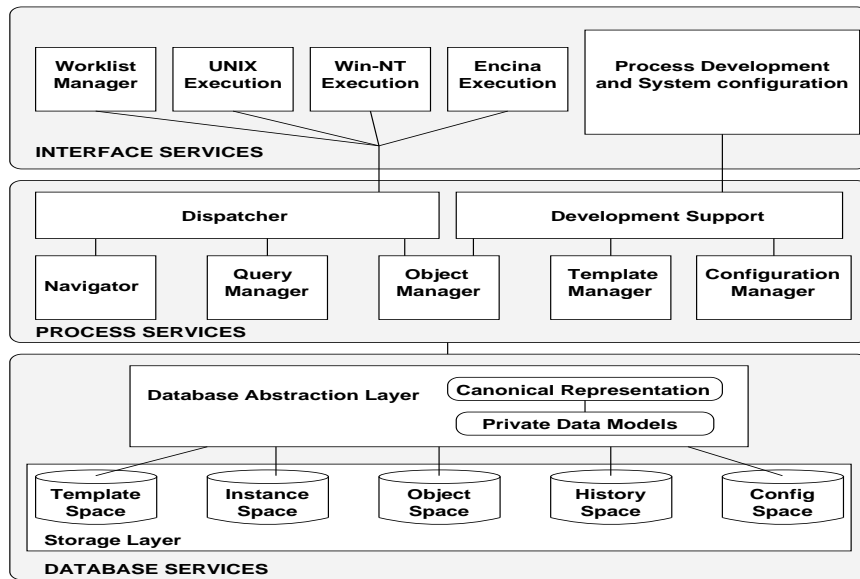 Worklist
Manager
UNIX
Execution
Win-NT
Execution
Encina
Execution
Process Development
and System configuration
INTERFACE SERVICES
Dispatcher
Development Support
Navigator
Query
Manager
Object
Manager
Template
Manager
Configuration
Manager
PROCESS SERVICES
Database Abstraction Layer
Canonical Representation
Private Data Models
Template
Space
Instance
Space
Object
Space
History
Space
Config
Space
Storage Layer
DATABASE SERVICES